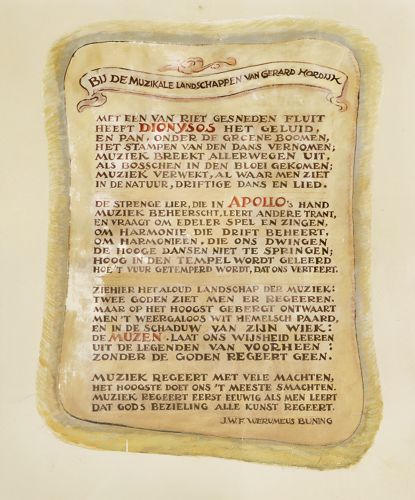 BIJ DE MUZIKALE LANDSCHAPPEN VAN GERARD HORDIJK
MET EEN VAN RIET GESNEDEN FLUIT
HEEFT DIONYSOS HET GELUID,
EN PAN, ONDER DE GROENE BOOMEN,
HET STAMPEN VAN DEN DANS VERNOMEN;
MUZIEK BREEKT ALLERWEGEN UIT,
ALS BOSSCHEN IN DEN BLOEI GEKOMEN;
MUZIEK VERWEKT, AL WAAR MEN ZIET
IN DE NATUUR, DRIFTIGE DANS EN LIED.
DE STRENGE LIER, DIE IN APOLLO'S HAND
MUZIEK BEHEERSCHT, LEERT ANDERE TRANT,
EN VRAAGT OM EDELER SPEL EN ZINGEN,
OM HARMONIE DIE DRIFT BEHEERT,
OM HARMONIEEN, DIE ONS DWINGEN
DE HOOGE DANSEN NIET TE SPRINGEN;
HOOG IN DEN TEMPEL WORDT GELEERD
HOE 'T VUUR GETEMPERD WORDT, DAT ONS VERTEERT.
ZIEHIER HET ALOUD LANDSCHAP DER MUZIEK:
TWEE GODEN ZIET MEN ER REGEEREN.
MAAR OP HET HOOGST GEBERGT ONTWAART
MEN 'T WEERGALOOS WIT HEMELSCH PAARD,
EN IN DE SCHADUW VAN ZIJN WIEK:
DE MUZEN. LAAT ONS WIJSHEID LEEREN
UIT DE LEGENDEN VAN VOORHEEN:
ZONDER DE GODEN REGEERT GEEN.
MUZIEK REGEERT MET VELE MACHTEN,
HET HOOGSTE DOET ONS 'T MEESTE SMACHTEN.
MUZIEK REGEERT EERST EEUWIG ALS MEN LEERT
DAT GODS BEZIELING ALLE KUNST REGEERT.
J.W.F. WERUMEUS BUNING